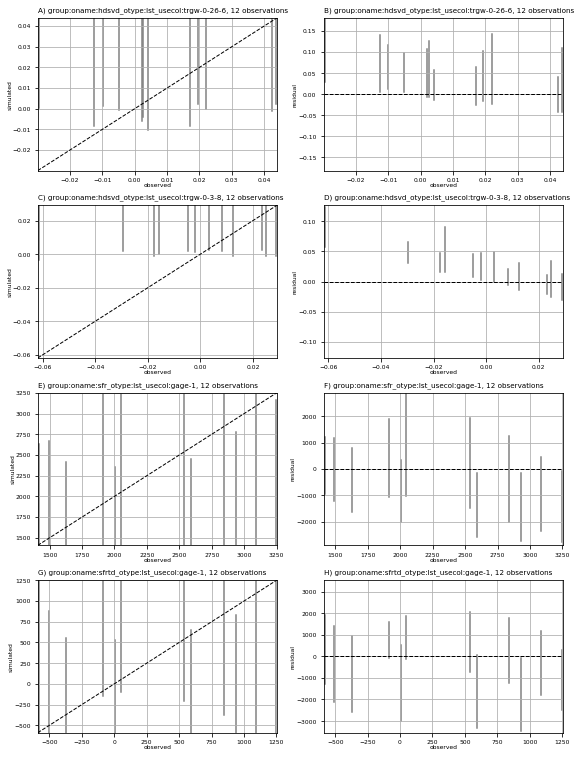 A) group:oname:hdsvd_otype:lst_usecol:trgw-0-26-6, 12 observations
0.04
0.03
0.02
0.01
0.00
−0.01
−0.02
simulated
−0.02 0.00 0.02 0.04
observed
B) group:oname:hdsvd_otype:lst_usecol:trgw-0-26-6, 12 observations
0.15
0.10
0.05
0.00
−0.05
−0.10
−0.15
residual
−0.02 0.00 0.02 0.04
observed
C) group:oname:hdsvd_otype:lst_usecol:trgw-0-3-8, 12 observations
0.02
0.00
−0.02
−0.04
−0.06
simulated
−0.06 −0.04 −0.02 0.00 0.02
observed
D) group:oname:hdsvd_otype:lst_usecol:trgw-0-3-8, 12 observations
0.10
0.05
0.00
−0.05
−0.10
residual
−0.06 −0.04 −0.02 0.00 0.02
observed
E) group:oname:sfr_otype:lst_usecol:gage-1, 12 observations
3250
3000
2750
2500
2250
2000
1750
1500
simulated
1500 1750 2000 2250 2500 2750 3000 3250
observed
F) group:oname:sfr_otype:lst_usecol:gage-1, 12 observations
2000
1000
0
−1000
−2000
residual
1500 1750 2000 2250 2500 2750 3000 3250
observed
G) group:oname:sfrtd_otype:lst_usecol:gage-1, 12 observations
1250
1000
750
500
250
0
−250
−500
simulated
−500 −250 0 250 500 750 1000 1250
observed
H) group:oname:sfrtd_otype:lst_usecol:gage-1, 12 observations
3000
2000
1000
0
−1000
−2000
−3000
residual
−500 −250 0 250 500 750 1000 1250
observed